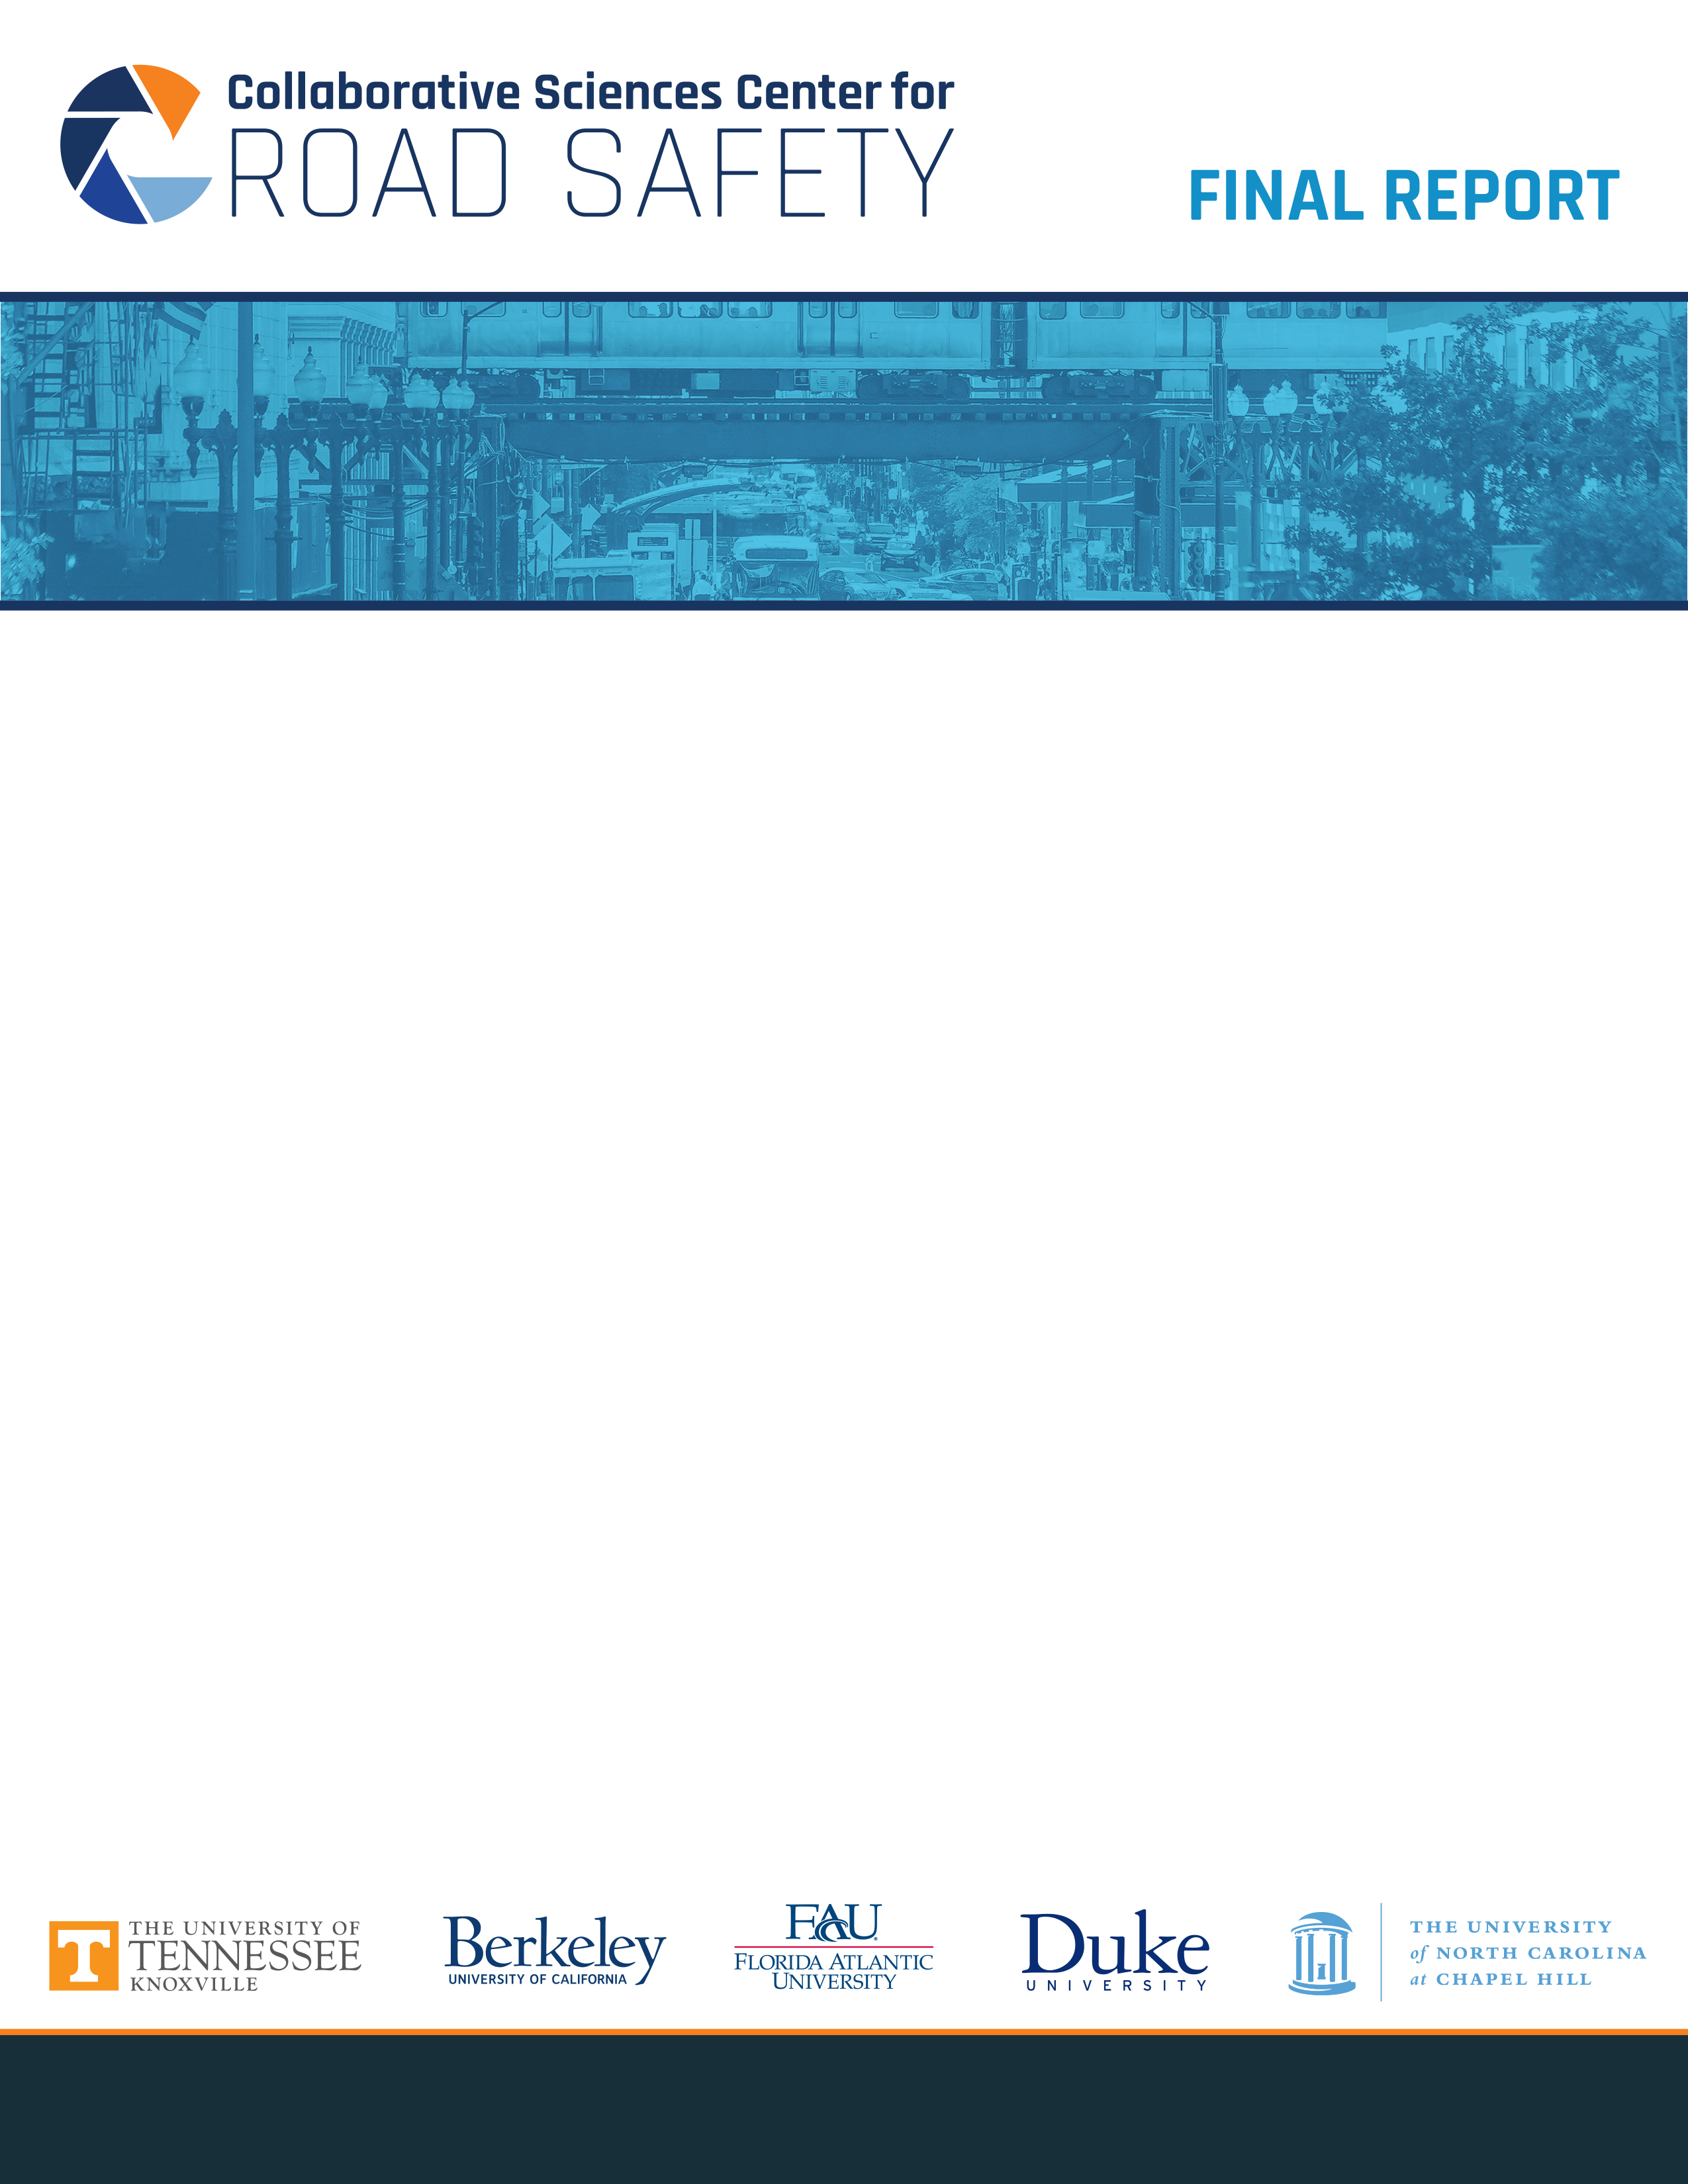 Collaborative Sciences Center for
ROAD SAFETY
FINAL REPORT
T THE UNIVERSITY OF
TENNESSEE
KNOXVILLE
Berkeley
UNIVERSITY OF CALIFORNIA
FAU
FLORIDA ATLANTIC
UNIVERSITY
Duke
UNIVERSITY
THE UNIVERSITY
of NORTH CAROLINA
at CHAPEL HILL